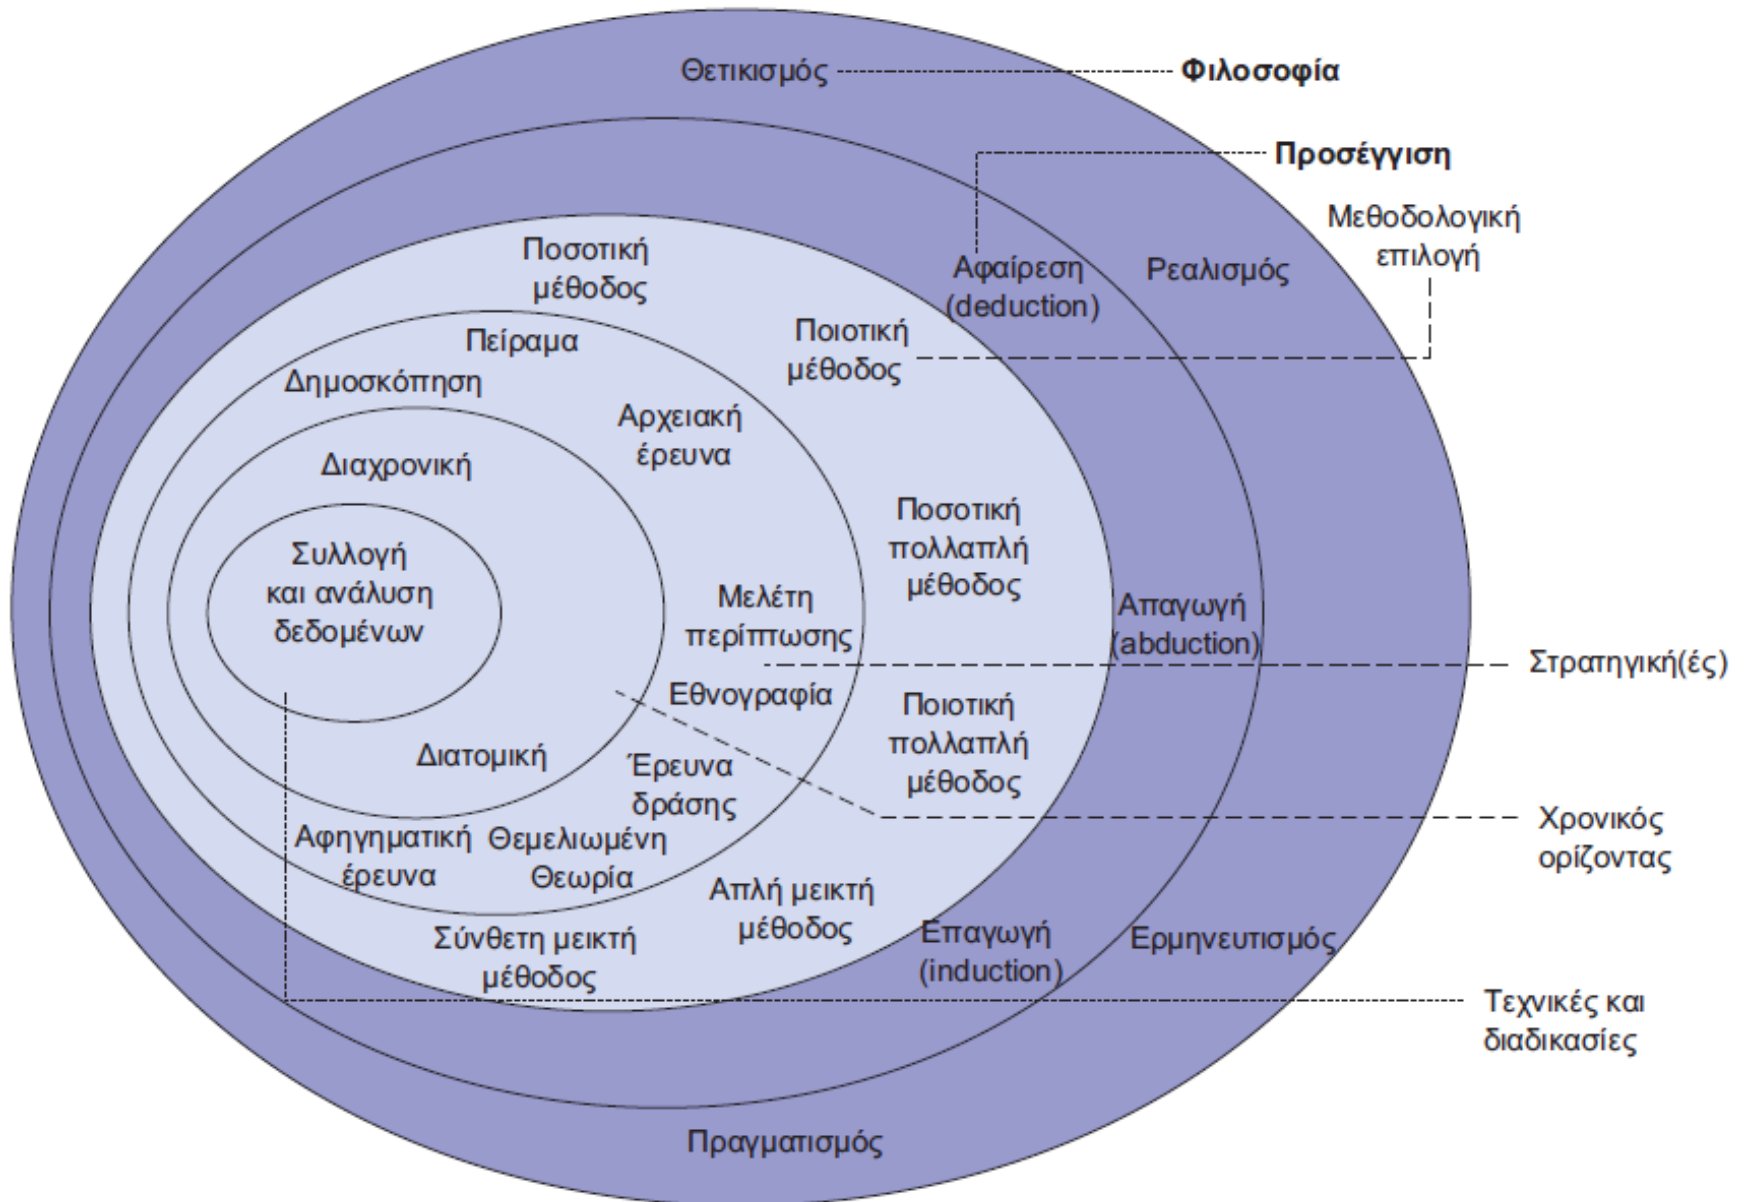 Θετικισμός
Φιλοσοφία
Προσέγγιση
Μεθοδολογική
επιλογή
Ποσοτική
μέθοδος
Αφαίρεση
(deduction)
Ρεαλισμός
Ποιοτική
μέθοδος
Πείραμα
Δημοσκόπηση
Αρχειακή
έρευνα
Διαχρονική
Ποσοτική
πολλαπλή
μέθοδος
Συλλογή
και ανάλυση
δεδομένων
Μελέτη
περίπτωσης
Απαγωγή
(abduction)
Στρατηγική(ές)
Εθνογραφία
Ποιοτική
πολλαπλή
μέθοδος
Διατομική
Έρευνα
δράσης
Χρονικός
ορίζοντας
Αφηγηματική
έρευνα
Θεμελιωμένη
Θεωρία
Απλή μεικτή
μέθοδος
Σύνθετη μεικτή
μέθοδος
Επαγωγή
(induction)
Ερμηνευτισμός
Τεχνικές και
διαδικασίες
Πραγματισμός